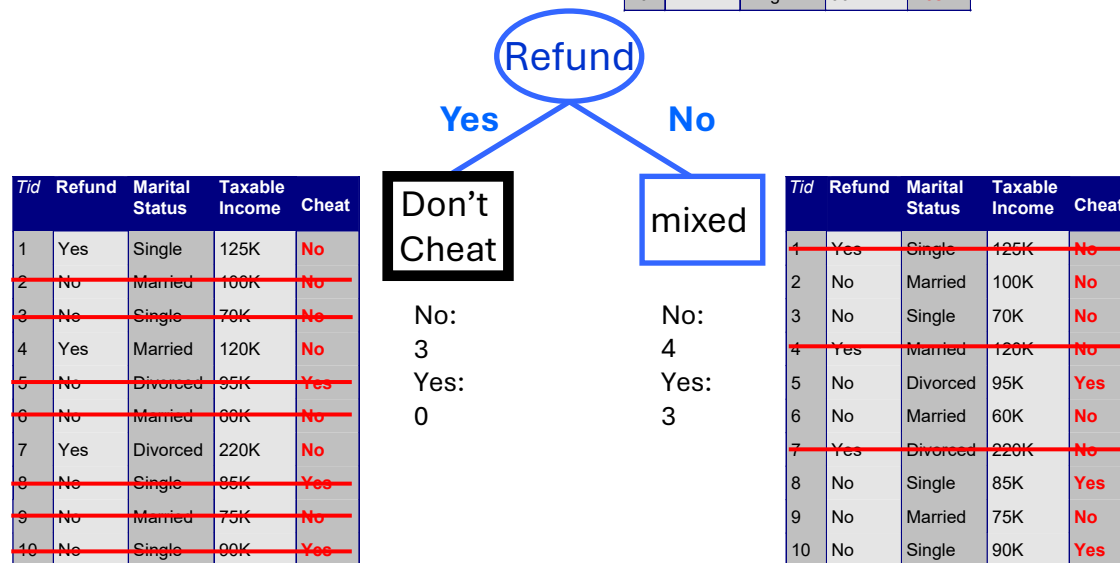 Refund
Yes No
Tid Refund Marital Status Taxable Income Cheat
1 Yes Single 125K No
2 No Married 100K No
3 No Single 70K No
4 Yes Married 120K No
5 No Divorced 95K Yes
6 No Married 60K No
7 Yes Divorced 220K No
8 No Single 85K Yes
9 No Married 75K No
10 No Single 90K Yes
Don't
Cheat
No:
3
Yes:
0
mixed
No:
4
Yes:
3
Tid Refund Marital Status Taxable Income Cheat
1 Yes Single 125K No
2 No Married 100K No
3 No Single 70K No
4 Yes Married 120K No
5 No Divorced 95K Yes
6 No Married 60K No
7 Yes Divorced 220K No
8 No Single 85K Yes
9 No Married 75K No
10 No Single 90K Yes